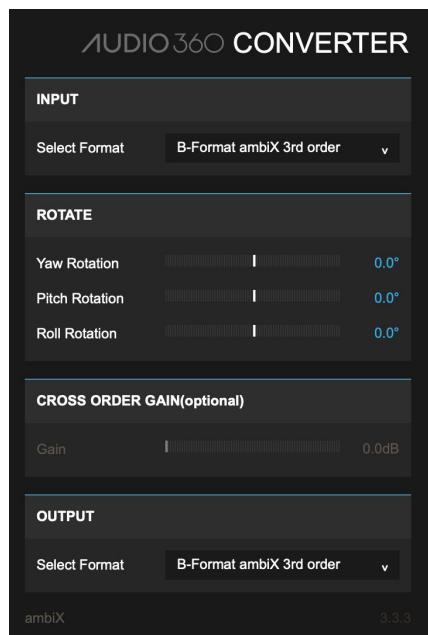 AUDIO360 CONVERTER
INPUT
Select Format B-Format ambiX 3rd order v
ROTATE
Yaw Rotation 0.0°
Pitch Rotation 0.0°
Roll Rotation 0.0°
CROSS ORDER GAIN(optional)
Gain 0.0dB
OUTPUT
Select Format B-Format ambiX 3rd order v
ambiX 3.3.3